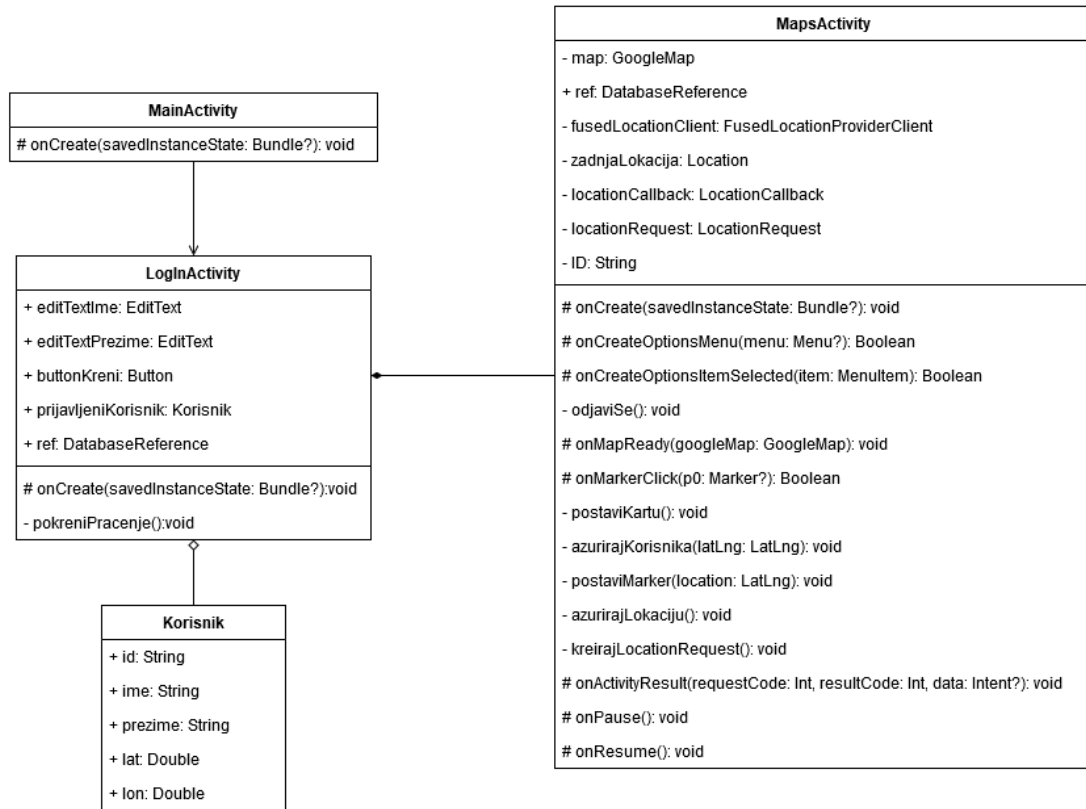 MainActivity
# onCreate(savedInstanceState: Bundle?): void
LogInActivity
+ editTextIme: EditText
+ editTextPrezime: EditText
+ buttonKreni: Button
+ prijavljeniKorisnik: Korisnik
+ ref: DatabaseReference
# onCreate(savedInstanceState: Bundle?):void
- pokreniPracenje():void
Korisnik
+ id: String
+ ime: String
+ prezime: String
+ lat: Double
+ lon: Double
MapsActivity
- map: GoogleMap
+ ref: DatabaseReference
- fusedLocationClient: FusedLocationProviderClient
- zadnjaLokacija: Location
- locationCallback: LocationCallback
- locationRequest: LocationRequest
- ID: String
# onCreate(savedInstanceState: Bundle?): void
# onCreateOptionsMenu(menu: Menu?): Boolean
# onCreateOptionsItemSelected(item: MenuItem): Boolean
- odjaviSe(): void
# onMapReady(googleMap: GoogleMap): void
# onMarkerClick(p0: Marker?): Boolean
- postaviKartu(): void
- azurirajKorisnika(latLng: LatLng): void
- postaviMarker(location: LatLng): void
- azurirajLokaciju(): void
- kreirajLocationRequest(): void
# onActivityResult(requestCode: Int, resultCode: Int, data: Intent?): void
# onPause(): void
# onResume(): void